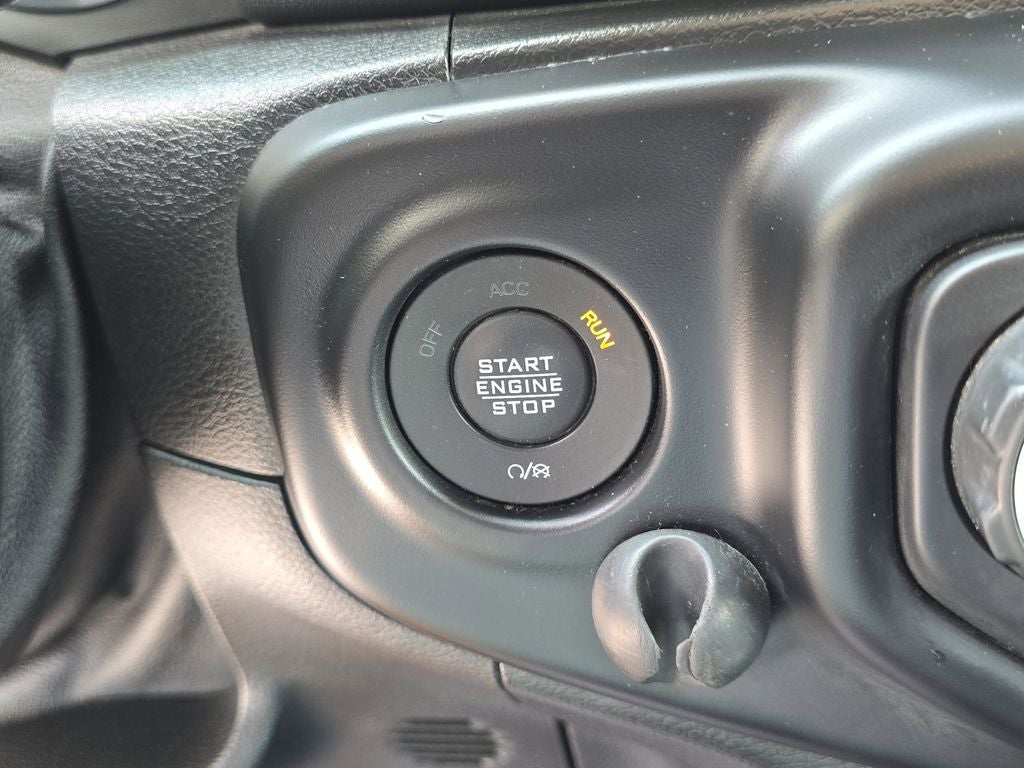 ACC
OFF
RUN
START
ENGINE
STOP